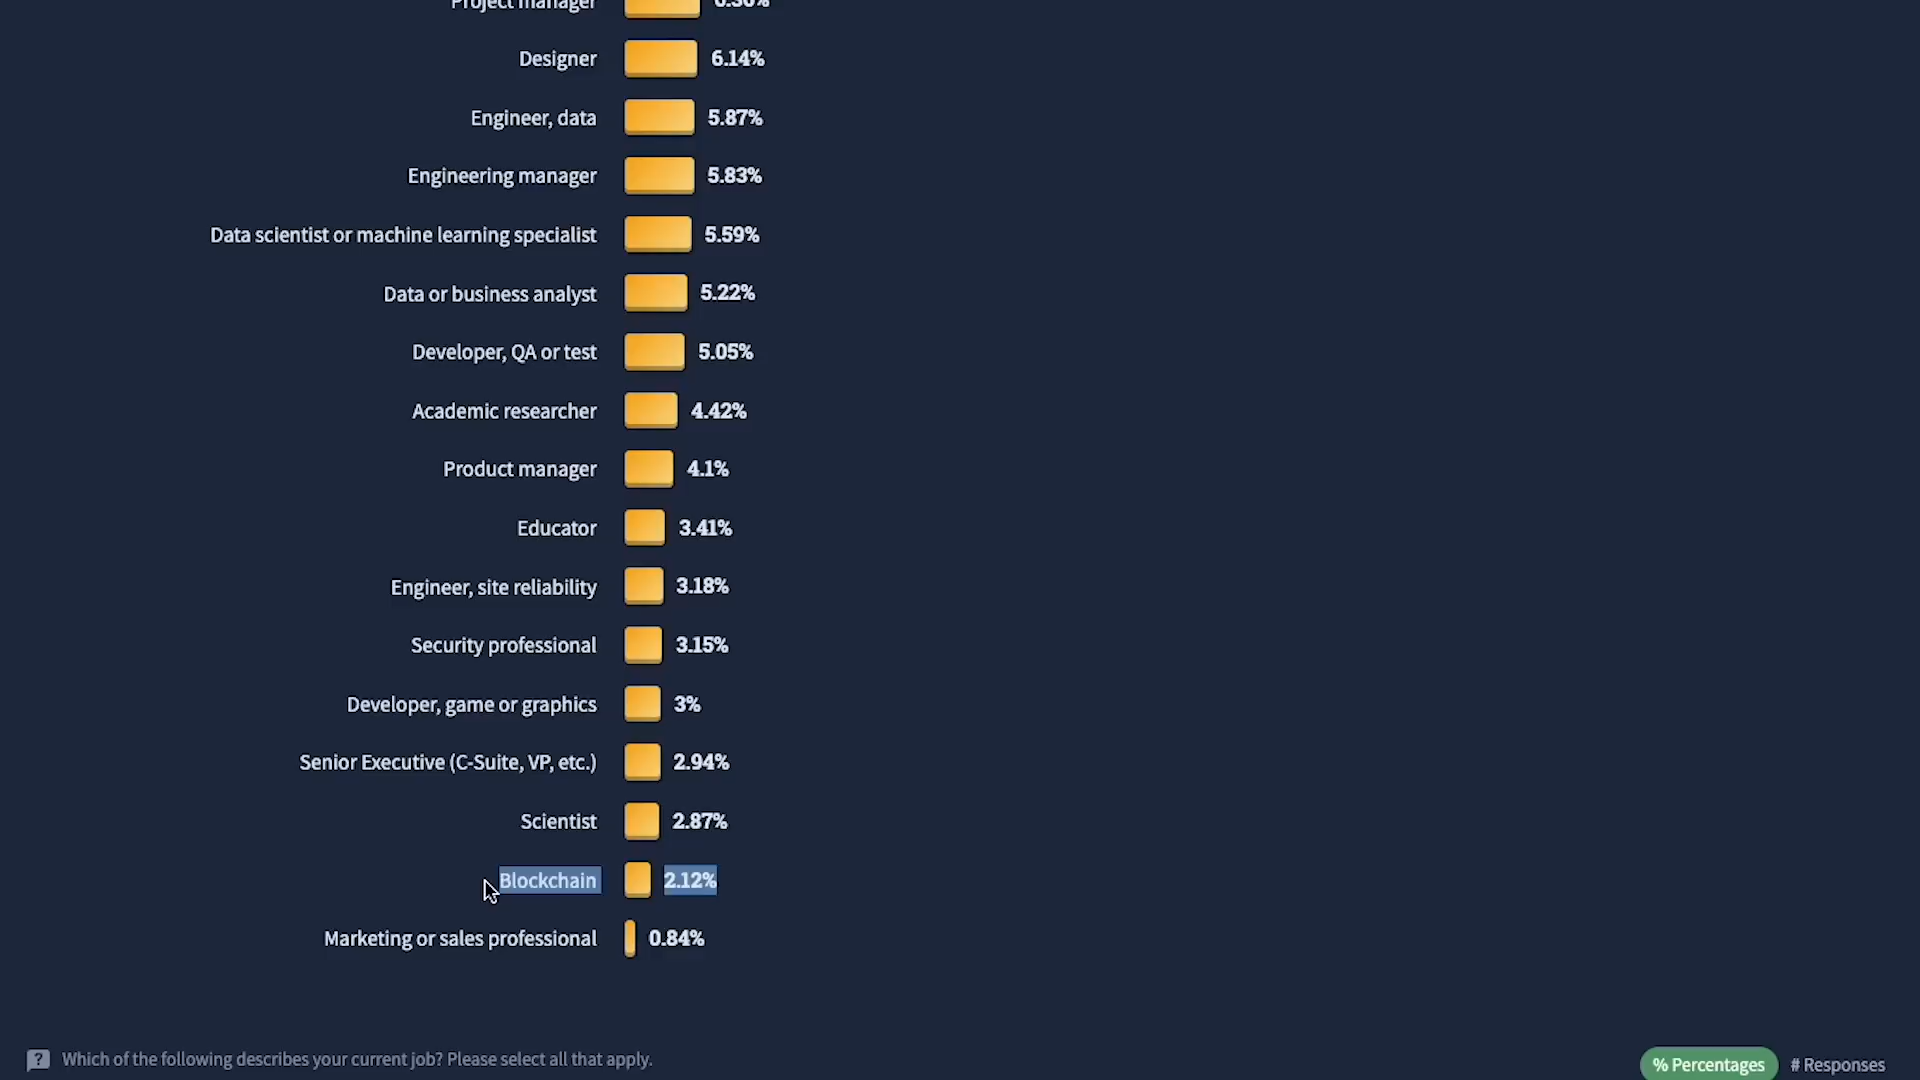 Project manager 6.36%
Designer 6.14%
Engineer, data 5.87%
Engineering manager 5.83%
Data scientist or machine learning specialist 5.59%
Data or business analyst 5.22%
Developer, QA or test 5.05%
Academic researcher 4.42%
Product manager 4.1%
Educator 3.41%
Engineer, site reliability 3.18%
Security professional 3.15%
Developer, game or graphics 3%
Senior Executive (C-Suite, VP, etc.) 2.94%
Scientist 2.87%
Blockchain 2.12%
Marketing or sales professional 0.84%
? Which of the following describes your current job? Please select all that apply.
% Percentages # Responses